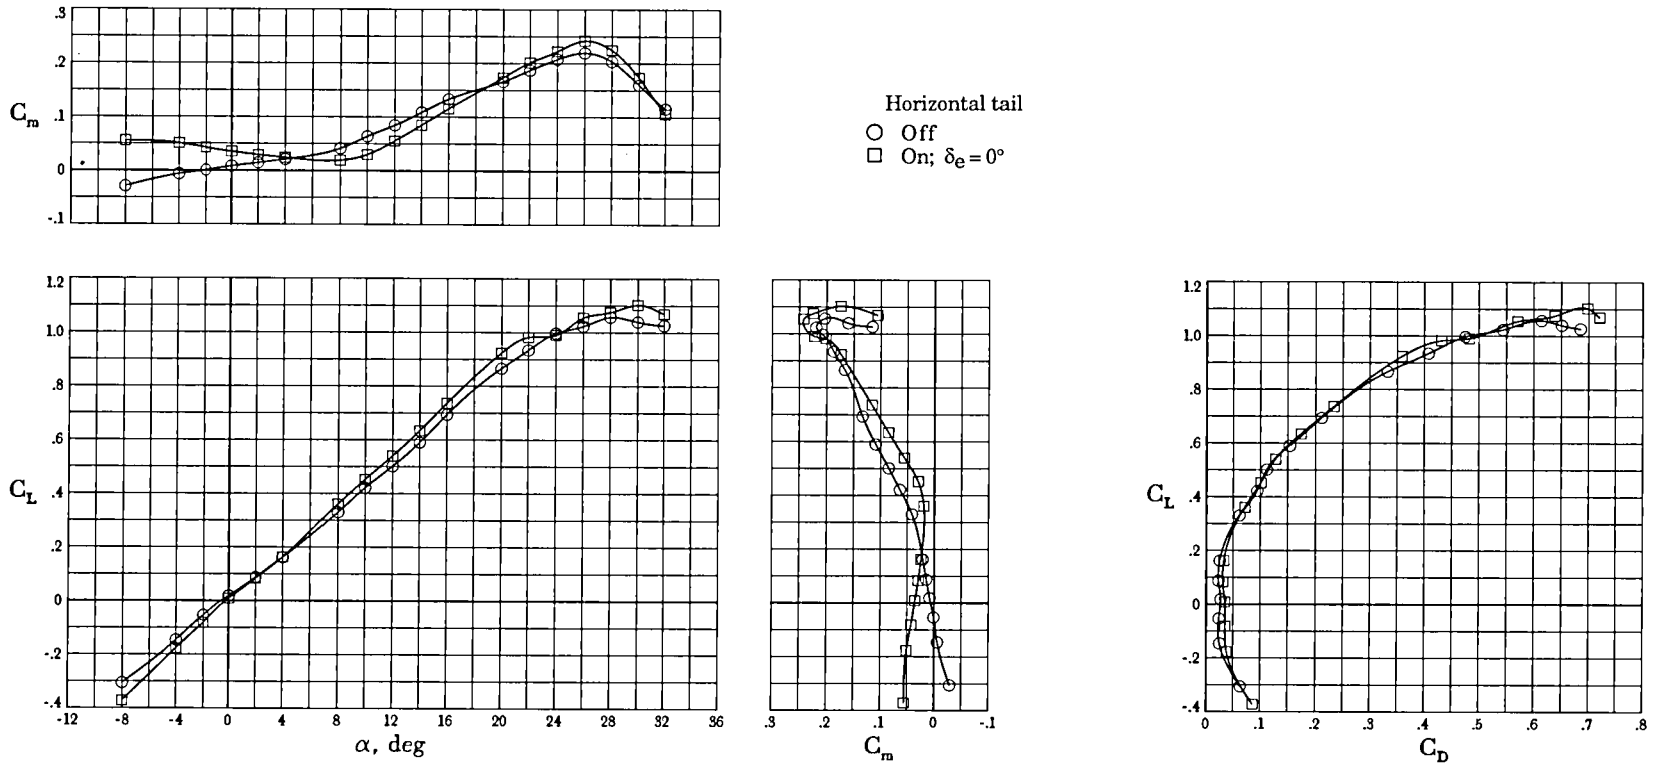 .3
.2
.1
0
-.1
C_m
Horizontal tail
Off
On; δe = 0°
1.2
1.0
.8
.6
.4
.2
0
-.2
-.4
C_L
-12 -8 -4 0 4 8 12 16 20 24 28 32 36
α, deg
.3 .2 .1 0 -.1
C_m
1.2
1.0
.8
.6
.4
.2
0
-.2
-.4
C_L
0 .1 .2 .3 .4 .5 .6 .7 .8
C_D